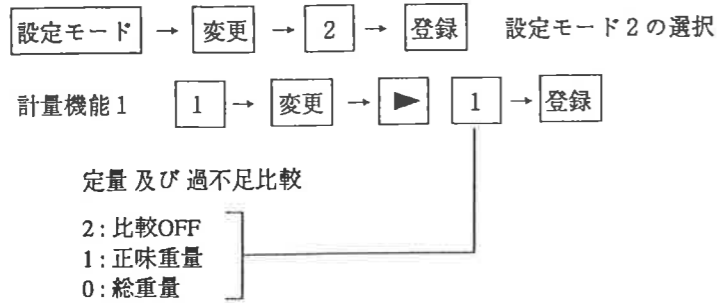 設定モード → 変更 → 2 → 登録 設定モード2の選択
計量機能1 1 → 変更 → ▶ 1 → 登録
定量 及び 過不足比較
2：比較OFF
1：正味重量
0：総重量